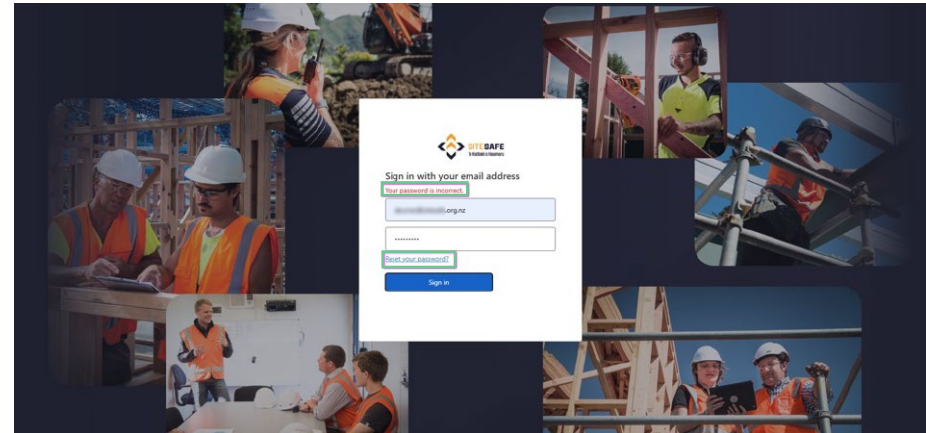 SITESAFE
Sign in with your email address
Your password is incorrect.
.org.nz
Reset your password?
Sign in